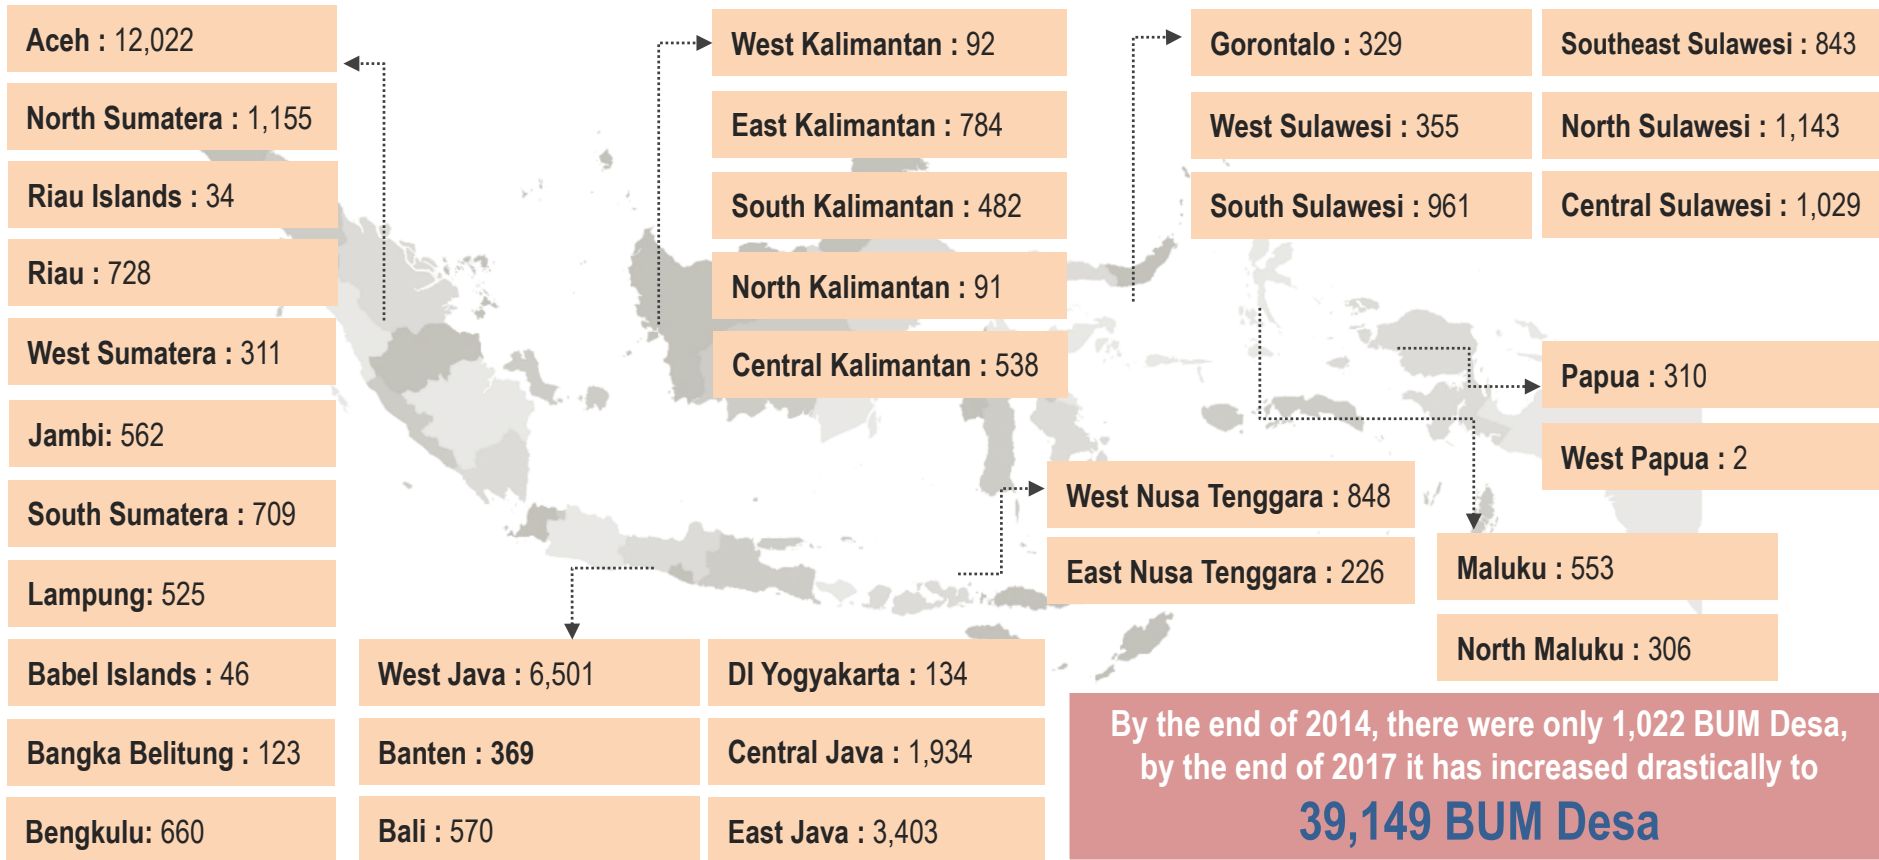 Aceh : 12,022
North Sumatera : 1,155
Riau Islands : 34
Riau : 728
West Sumatera : 311
Jambi: 562
South Sumatera : 709
Lampung: 525
Babel Islands : 46
Bangka Belitung : 123
Bengkulu: 660
West Kalimantan : 92
East Kalimantan : 784
South Kalimantan : 482
North Kalimantan : 91
Central Kalimantan : 538
Gorontalo : 329
West Sulawesi : 355
South Sulawesi : 961
Southeast Sulawesi : 843
North Sulawesi : 1,143
Central Sulawesi : 1,029
Papua : 310
West Papua : 2
West Nusa Tenggara : 848
East Nusa Tenggara : 226
Maluku : 553
North Maluku : 306
West Java : 6,501
Banten : 369
Bali : 570
DI Yogyakarta : 134
Central Java : 1,934
East Java : 3,403
By the end of 2014, there were only 1,022 BUM Desa,
by the end of 2017 it has increased drastically to
39,149 BUM Desa